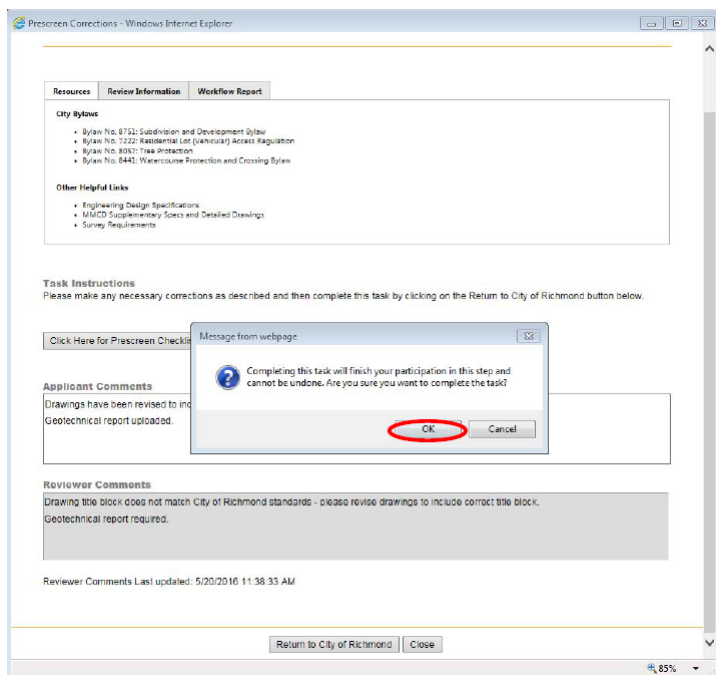 Prescreen Corrections - Windows Internet Explorer
Resources Review Information Workflow Report
City Bylaws
• Bylaw No. 8751: Subdivision and Development Bylaw
• Bylaw No. 7222: Residential Lot (Vehicular) Access Regulation
• Bylaw No. 8057: Tree Protection
• Bylaw No. 8441: Watercourse Protection and Crossing Bylaw
Other Helpful Links
• Engineering Design Specifications
• MMCD Supplementary Specs and Detailed Drawings
• Survey Requirements
Task Instructions
Please make any necessary corrections as described and then complete this task by clicking on the Return to City of Richmond button below.
Click Here for Prescreen Checkli
Message from webpage
Completing this task will finish your participation in this step and
cannot be undone. Are you sure you want to complete the task?
OK Cancel
Applicant Comments
Drawings have been revised to inc
Geotechnical report uploaded.
Reviewer Comments
Drawing title block does not match City of Richmond standards - please revise drawings to include correct title block.
Geotechnical report required.
Reviewer Comments Last updated: 5/20/2016 11:38:33 AM
Return to City of Richmond Close
85%